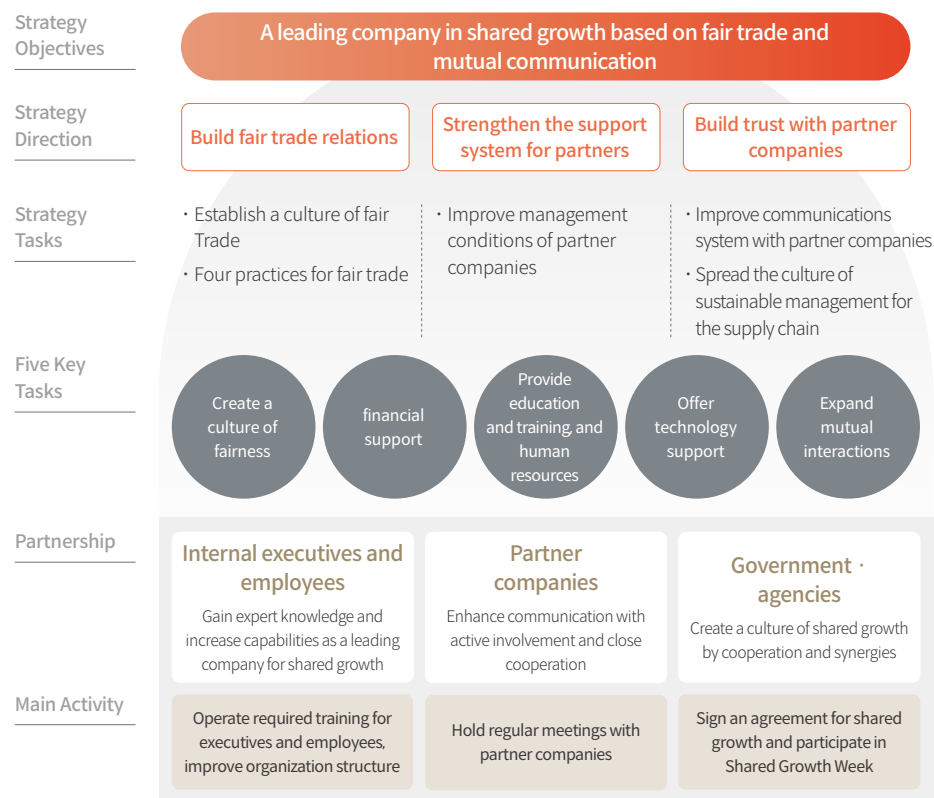 Strategy
Objectives
A leading company in shared growth based on fair trade and
mutual communication
Strategy
Direction
Build fair trade relations
Strengthen the support
system for partners
Build trust with partner
companies
Strategy
Tasks
· Establish a culture of fair
Trade
· Four practices for fair trade
· Improve management
conditions of partner
companies
· Improve communications
system with partner companies
· Spread the culture of
sustainable management for
the supply chain
Five Key
Tasks
Create a
culture of
fairness
financial
support
Provide
education
and training, and
human
resources
Offer
technology
support
Expand
mutual
interactions
Partnership
Internal executives and
employees
Gain expert knowledge and
increase capabilities as a leading
company for shared growth
Partner
companies
Enhance communication with
active involvement and close
cooperation
Government ·
agencies
Create a culture of shared growth
by cooperation and synergies
Main Activity
Operate required training for
executives and employees,
improve organization structure
Hold regular meetings with
partner companies
Sign an agreement for shared
growth and participate in
Shared Growth Week